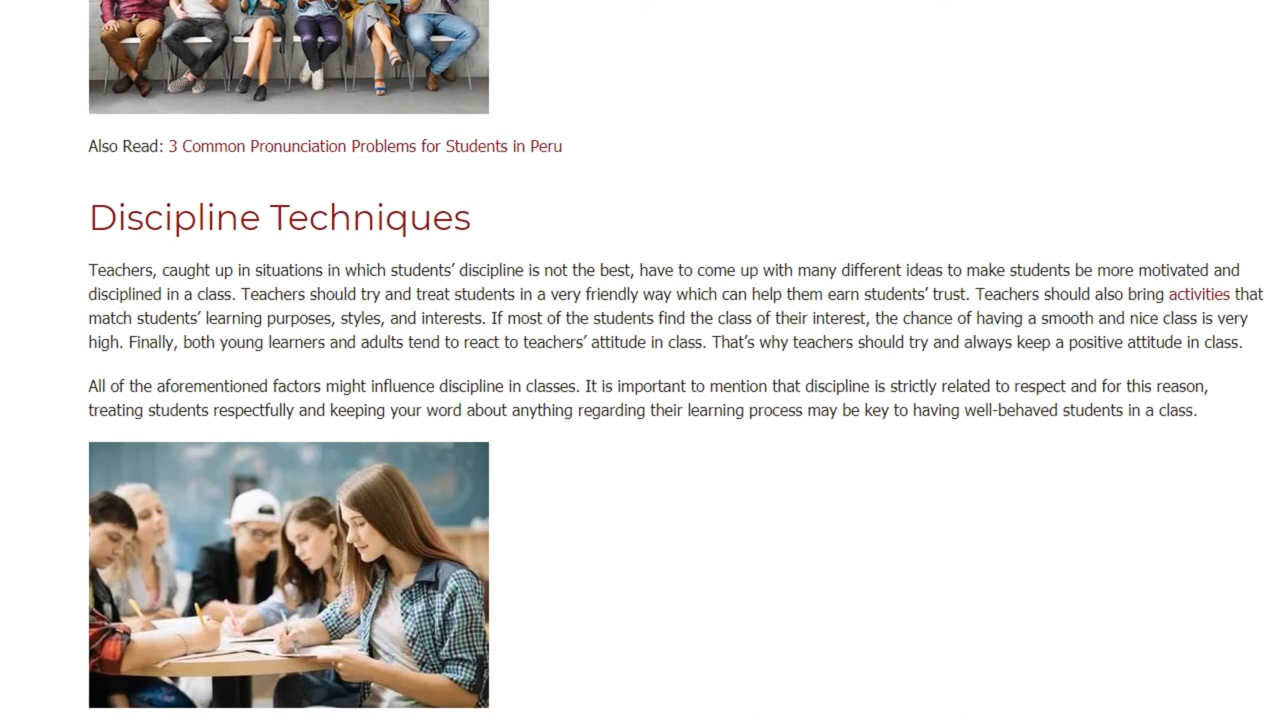 Also Read: 3 Common Pronunciation Problems for Students in Peru
Discipline Techniques
Teachers, caught up in situations in which students’ discipline is not the best, have to come up with many different ideas to make students be more motivated and
disciplined in a class. Teachers should try and treat students in a very friendly way which can help them earn students’ trust. Teachers should also bring activities that
match students’ learning purposes, styles, and interests. If most of the students find the class of their interest, the chance of having a smooth and nice class is very
high. Finally, both young learners and adults tend to react to teachers’ attitude in class. That’s why teachers should try and always keep a positive attitude in class.
All of the aforementioned factors might influence discipline in classes. It is important to mention that discipline is strictly related to respect and for this reason,
treating students respectfully and keeping your word about anything regarding their learning process may be key to having well-behaved students in a class.